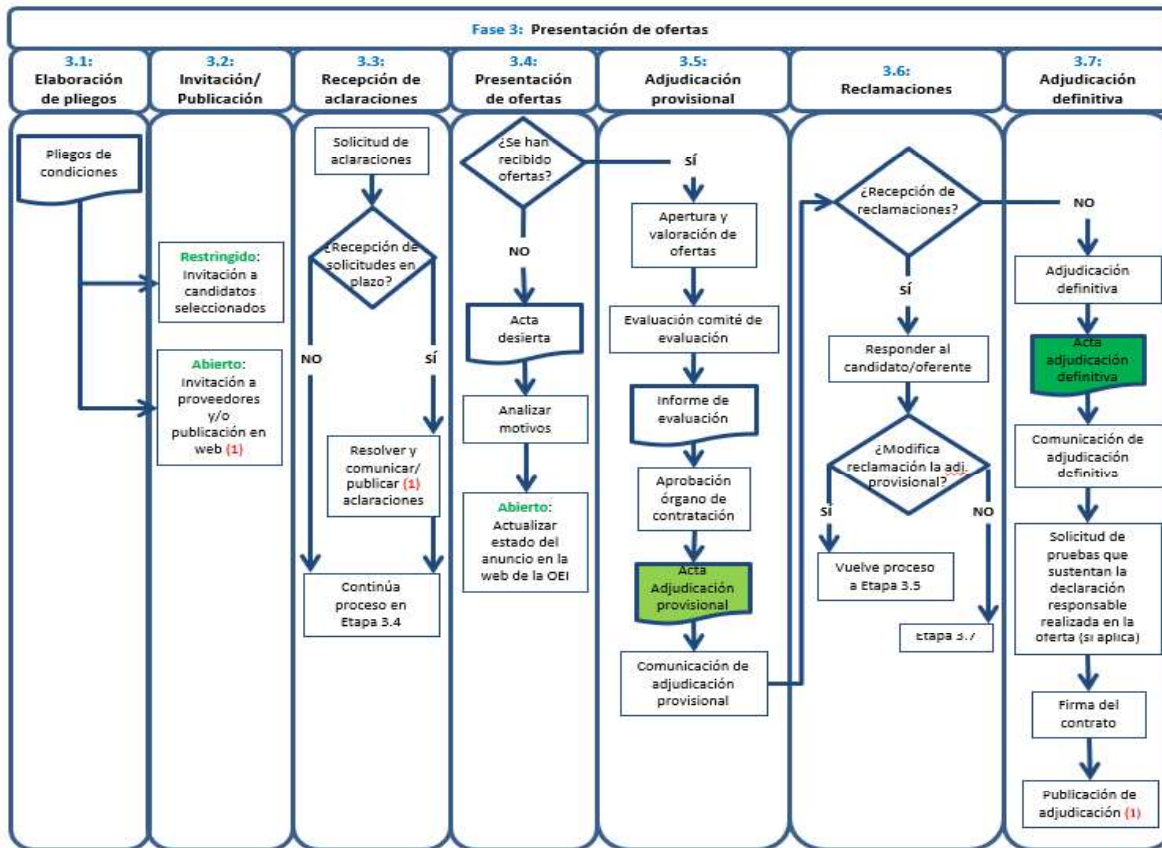 Fase 3: Presentación de ofertas
3.1:
Elaboración
de pliegos
3.2:
Invitación/
Publicación
3.3:
Recepción de
aclaraciones
3.4:
Presentación
de ofertas
3.5:
Adjudicación
provisional
3.6:
Reclamaciones
3.7:
Adjudicación
definitiva
Pliegos de
condiciones
Restringido:
Invitación a
candidatos
seleccionados
Abierto:
Invitación a
proveedores
y/o
publicación en
web (1)
Solicitud de
aclaraciones
¿Recepción de
solicitudes en
plazo?
NO
SÍ
Resolver y
comunicar/
publicar (1)
aclaraciones
Continúa
proceso en
Etapa 3.4
¿Se han
recibido
ofertas?
NO
Acta
desierta
Analizar
motivos
Abierto:
Actualizar
estado del
anuncio en la
web de la OEI
SÍ
Apertura y
valoración de
ofertas
Evaluación comité de
evaluación
Informe de
evaluación
Aprobación
órgano de
contratación
Acta
Adjudicación
provisional
Comunicación de
adjudicación
provisional
¿Recepción de
reclamaciones?
SÍ
Responder al
candidato/oferente
¿Modifica
reclamación la adj.
provisional?
SÍ
NO
Vuelve proceso
a Etapa 3.5
Etapa 3.7
NO
Adjudicación
definitiva
Acta
adjudicación
definitiva
Comunicación de
adjudicación
definitiva
Solicitud de
pruebas que
sustentan la
declaración
responsable
realizada en la
oferta (si aplica)
Firma del
contrato
Publicación de
adjudicación (1)